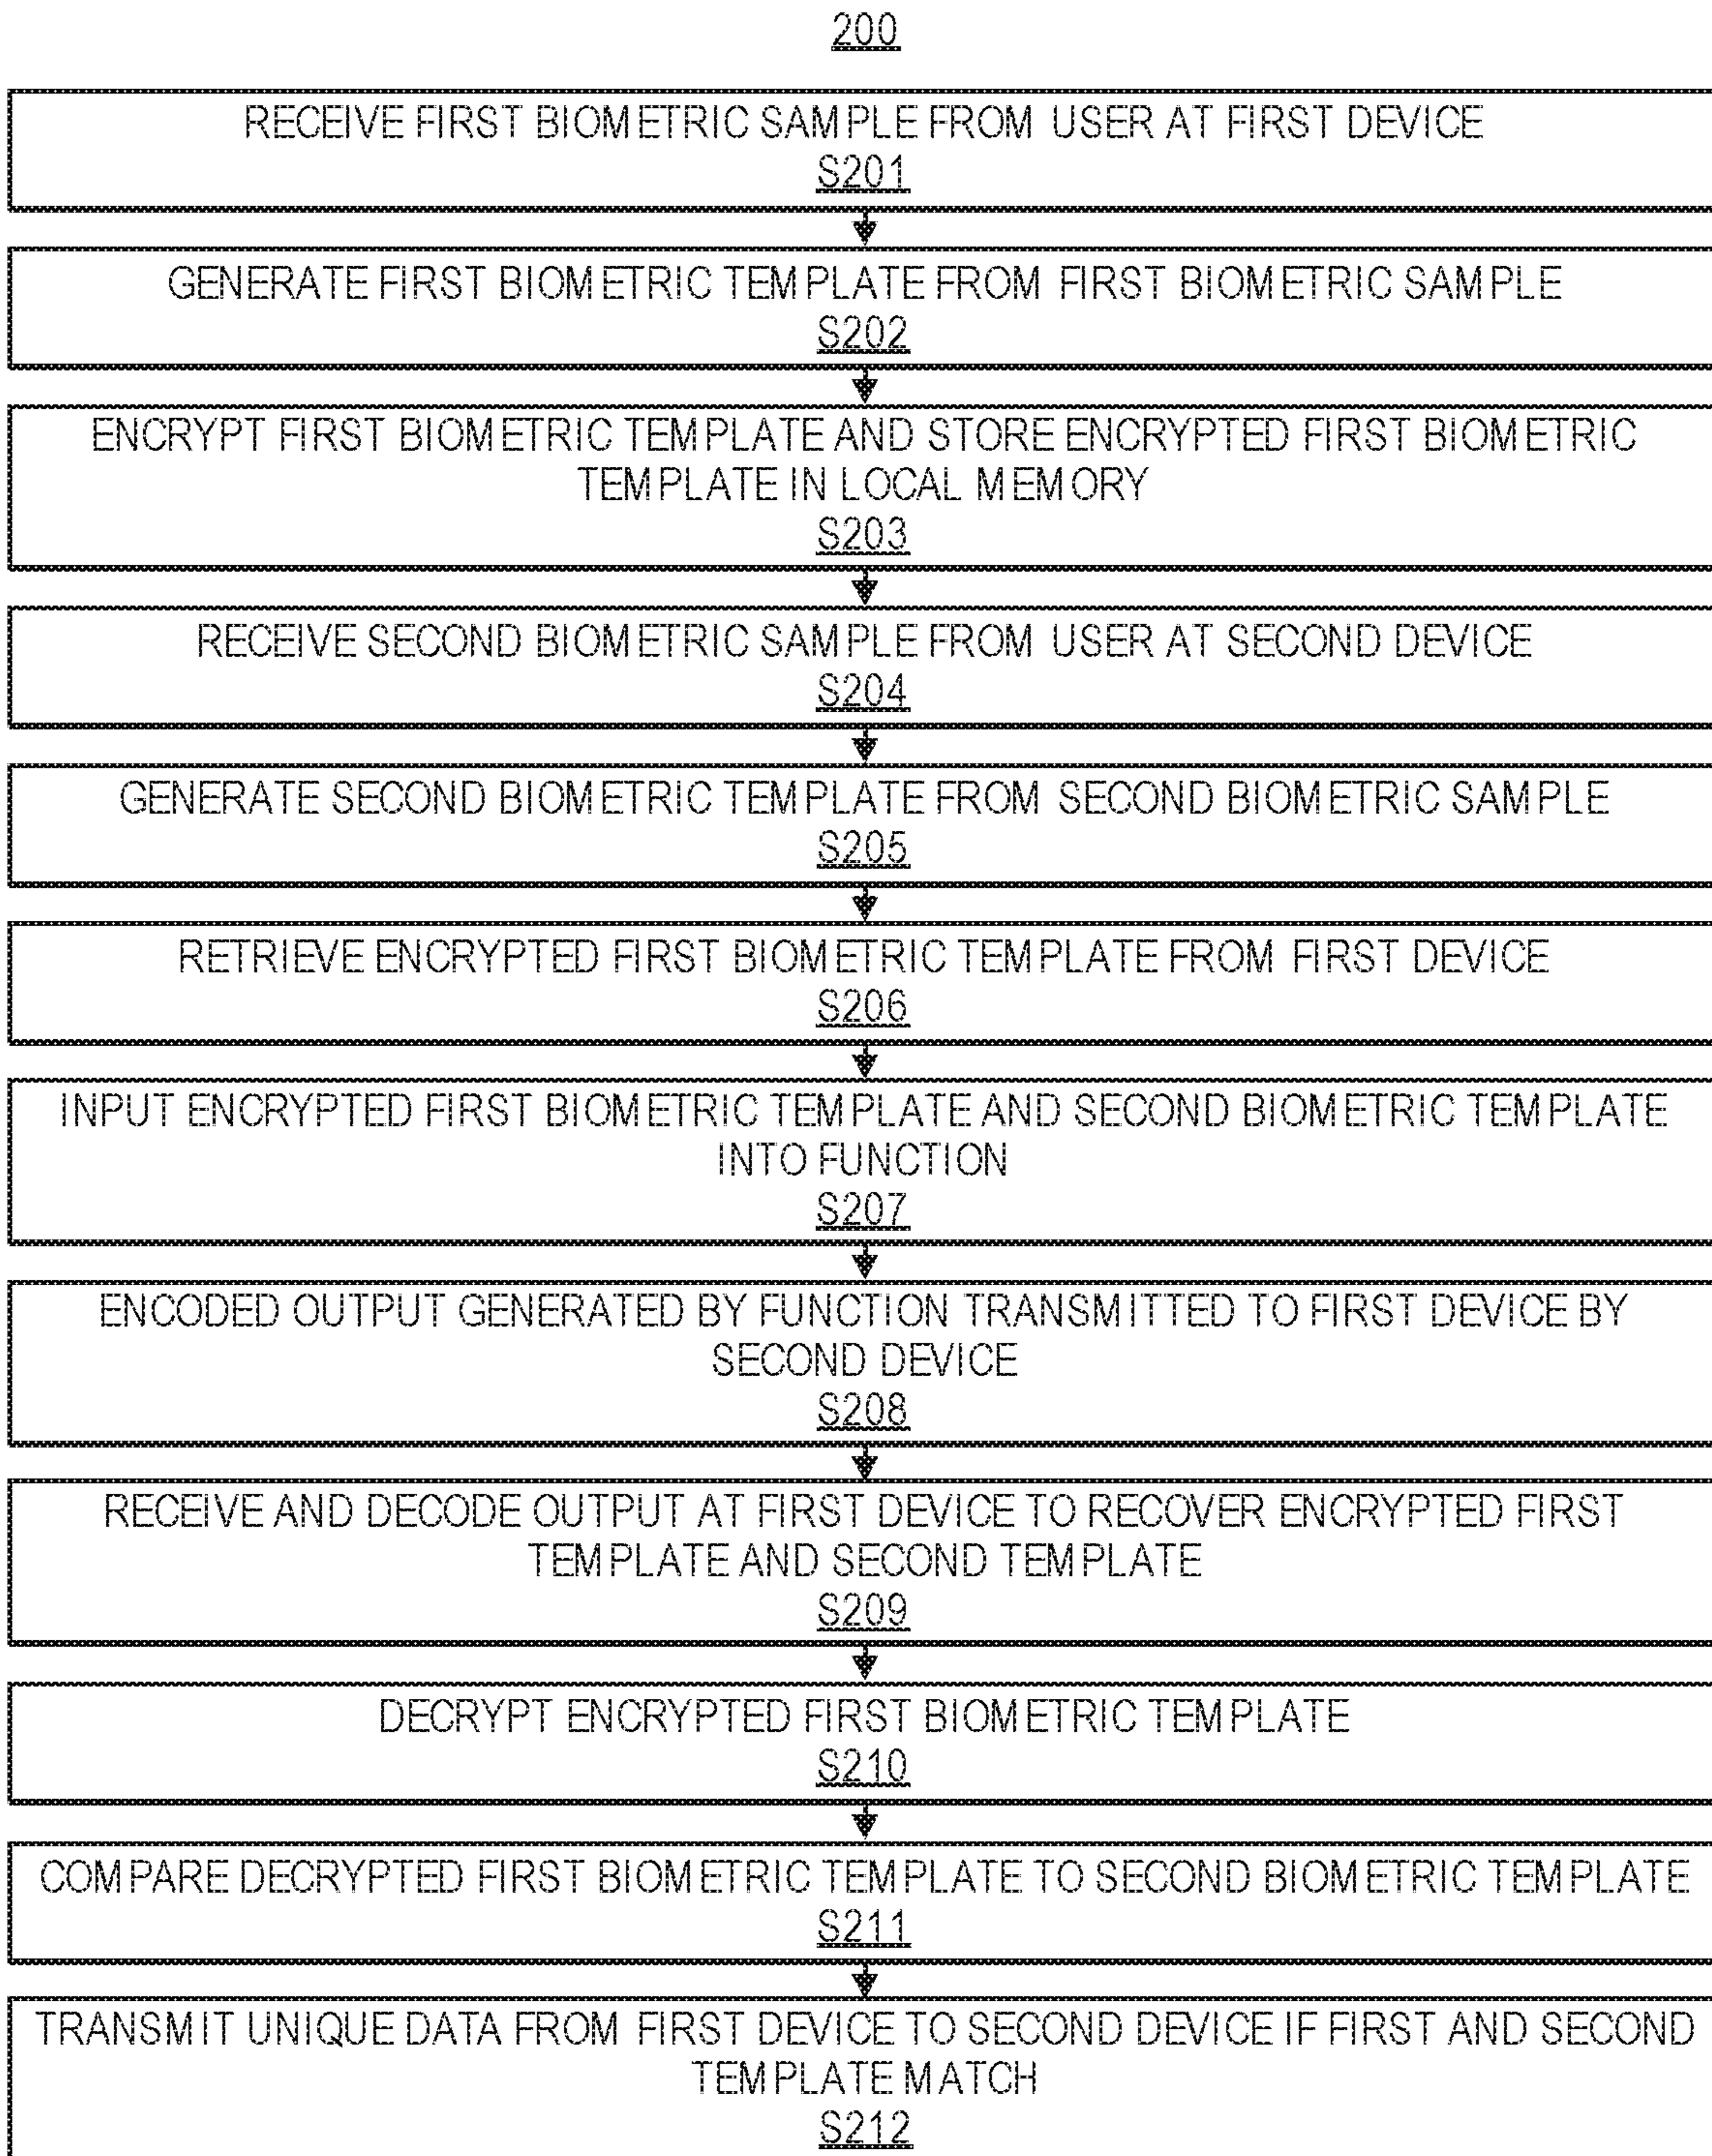 200
RECEIVE FIRST BIOMETRIC SAMPLE FROM USER AT FIRST DEVICE
S201
GENERATE FIRST BIOMETRIC TEMPLATE FROM FIRST BIOMETRIC SAMPLE
S202
ENCRYPT FIRST BIOMETRIC TEMPLATE AND STORE ENCRYPTED FIRST BIOMETRIC
TEMPLATE IN LOCAL MEMORY
S203
RECEIVE SECOND BIOMETRIC SAMPLE FROM USER AT SECOND DEVICE
S204
GENERATE SECOND BIOMETRIC TEMPLATE FROM SECOND BIOMETRIC SAMPLE
S205
RETRIEVE ENCRYPTED FIRST BIOMETRIC TEMPLATE FROM FIRST DEVICE
S206
INPUT ENCRYPTED FIRST BIOMETRIC TEMPLATE AND SECOND BIOMETRIC TEMPLATE
INTO FUNCTION
S207
ENCODED OUTPUT GENERATED BY FUNCTION TRANSMITTED TO FIRST DEVICE BY
SECOND DEVICE
S208
RECEIVE AND DECODE OUTPUT AT FIRST DEVICE TO RECOVER ENCRYPTED FIRST
TEMPLATE AND SECOND TEMPLATE
S209
DECRYPT ENCRYPTED FIRST BIOMETRIC TEMPLATE
S210
COMPARE DECRYPTED FIRST BIOMETRIC TEMPLATE TO SECOND BIOMETRIC TEMPLATE
S211
TRANSMIT UNIQUE DATA FROM FIRST DEVICE TO SECOND DEVICE IF FIRST AND SECOND
TEMPLATE MATCH
S212